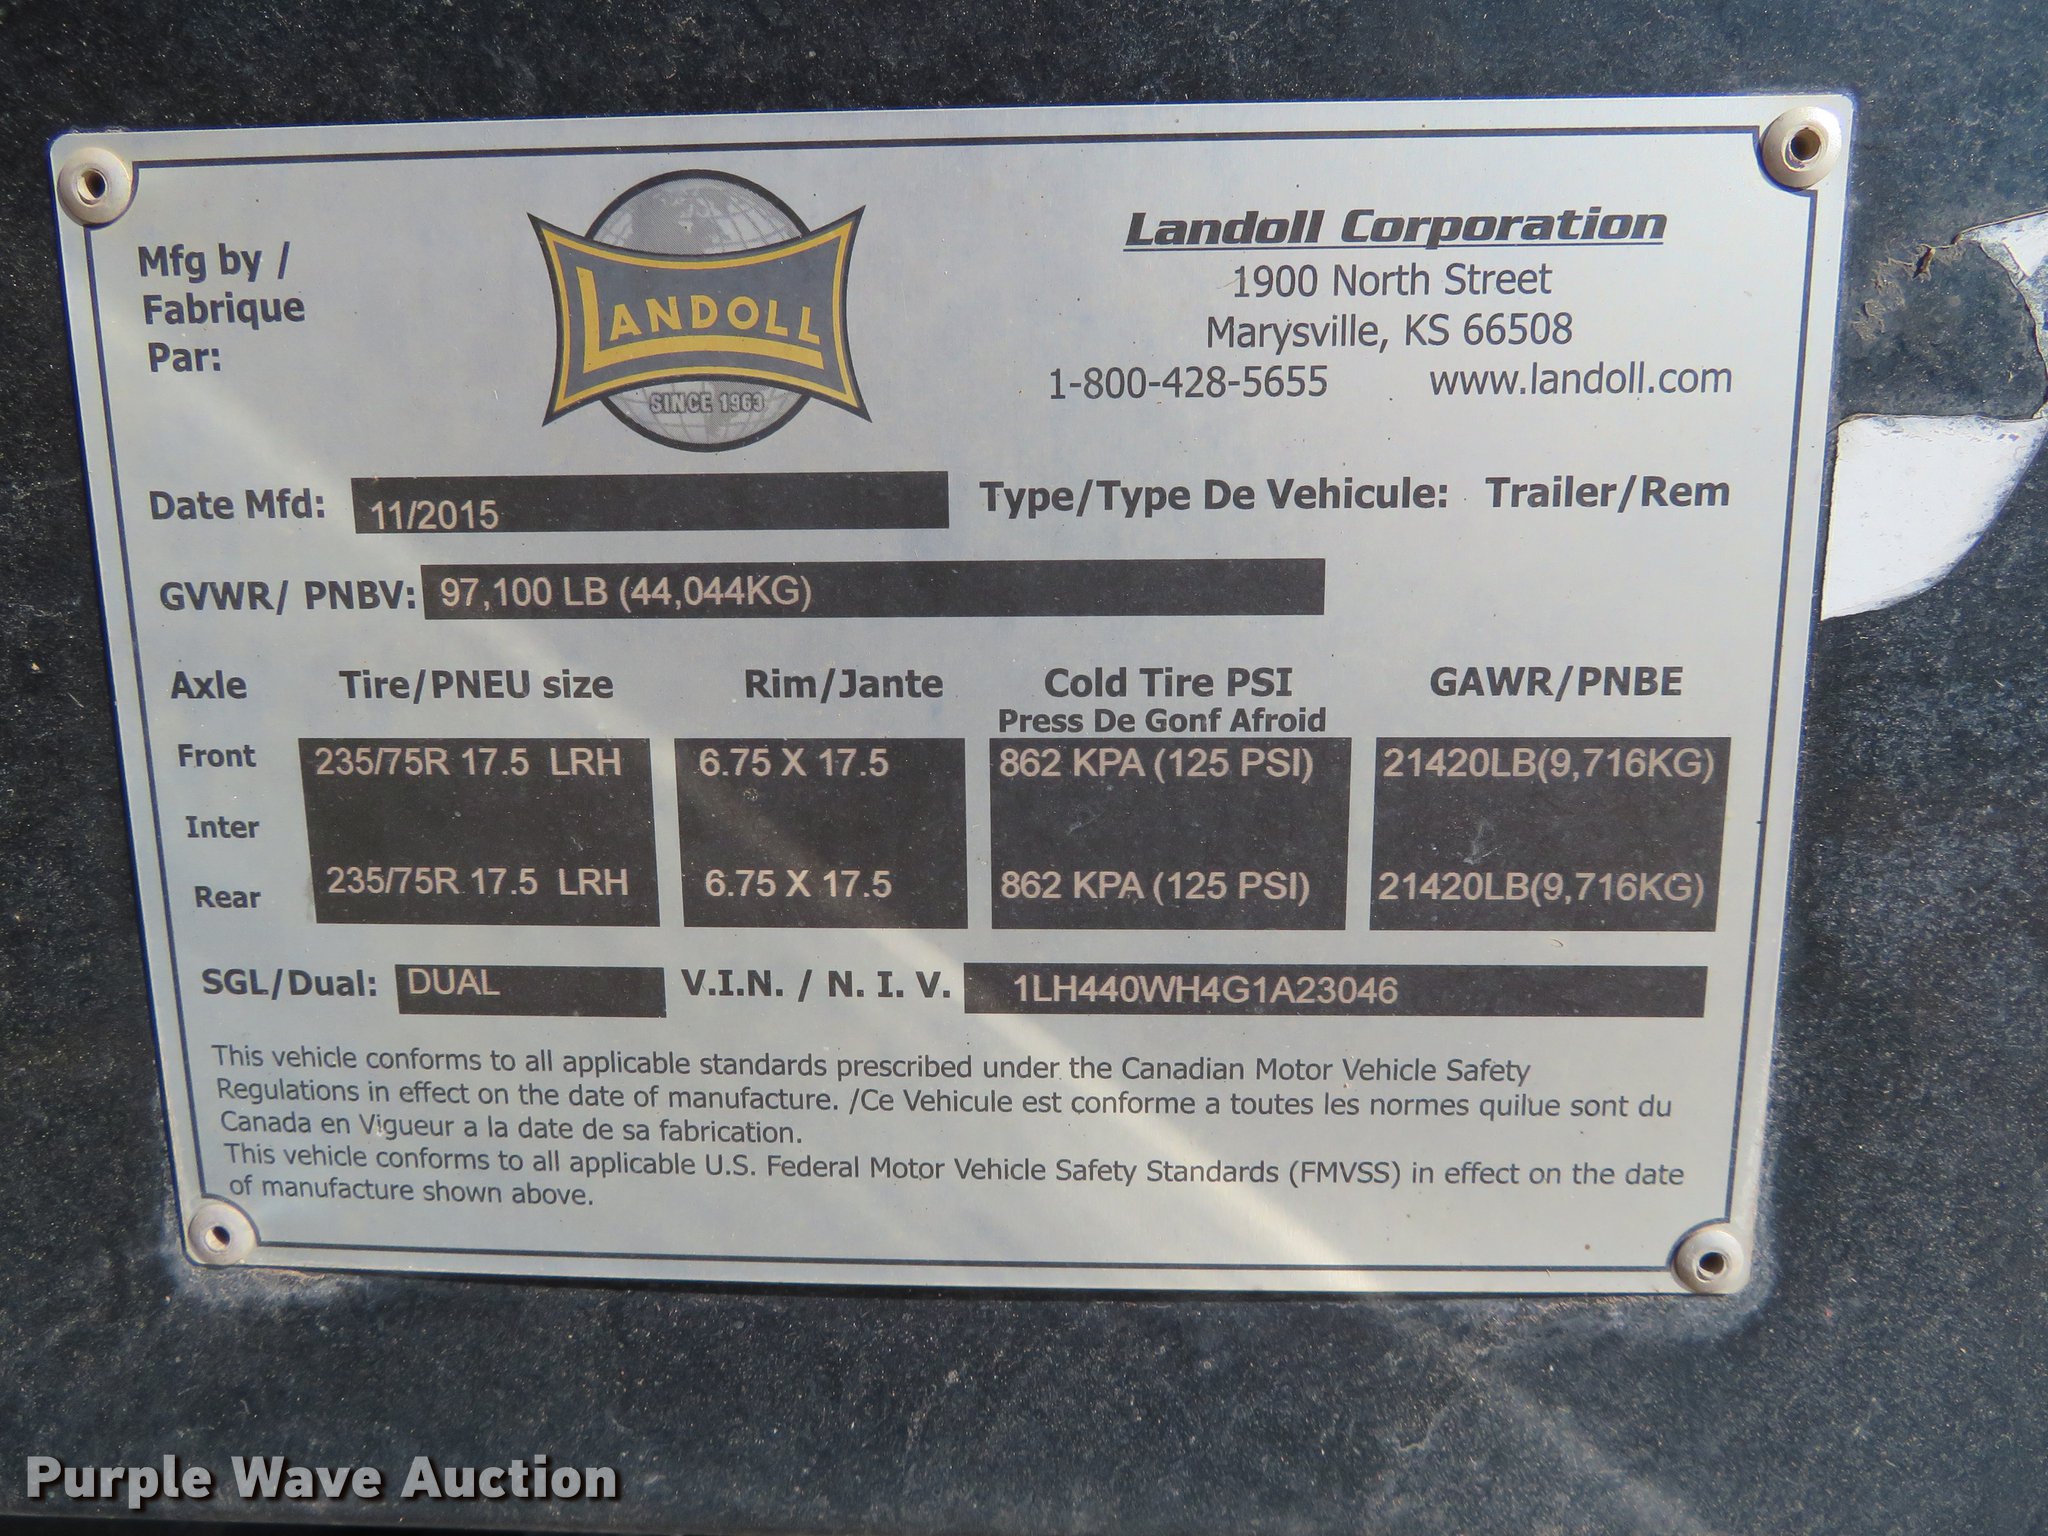 Mfg by /
Fabrique
Par:
LANDOLL
SINCE 1963
Landoll Corporation
1900 North Street
Marysville, KS 66508
1-800-428-5655 www.landoll.com
Date Mfd: 11/2015 Type/Type De Vehicule: Trailer/Rem
GVWR/ PNBV: 97,100 LB (44,044KG)
Axle Tire/PNEU size Rim/Jante Cold Tire PSI GAWR/PNBE
Press De Gonf Afroid
Front 235/75R 17.5 LRH 6.75 X 17.5 862 KPA (125 PSI) 21420LB(9,716KG)
Inter
Rear 235/75R 17.5 LRH 6.75 X 17.5 862 KPA (125 PSI) 21420LB(9,716KG)
SGL/Dual: DUAL V.I.N. / N. I. V. 1LH440WH4G1A23046
This vehicle conforms to all applicable standards prescribed under the Canadian Motor Vehicle Safety
Regulations in effect on the date of manufacture. /Ce Vehicule est conforme a toutes les normes quilue sont du
Canada en Vigueur a la date de sa fabrication.
This vehicle conforms to all applicable U.S. Federal Motor Vehicle Safety Standards (FMVSS) in effect on the date
of manufacture shown above.
Purple Wave Auction